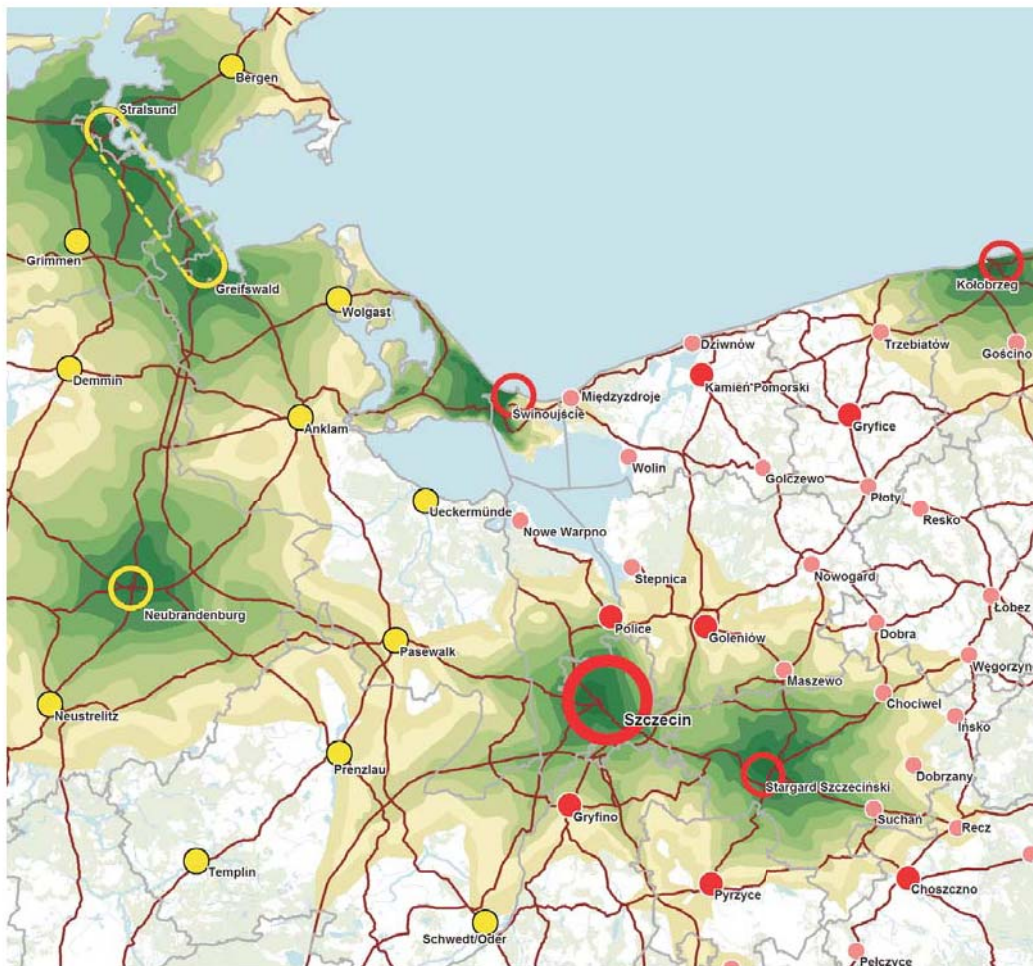 Bergen
Stralsund
Grimmen
Greifswald
Kołobrzeg
Wolgast
Trzebiatów
Gościno
Dziwnów
Demmin
Kamień Pomorski
Międzyzdroje
Świnoujście
Anklam
Gryfice
Wolin
Golczewo
Płoty
Ueckermünde
Resko
Nowe Warpno
Stepnica
Nowogard
Łobez
Neubrandenburg
Police
Goleniów
Dobra
Pasewalk
Węgorzyno
Maszewo
Chociwel
Neustrelitz
Szczecin
Ińsko
Prenzlau
Dobrzany
Stargard Szczeciński
Gryfino
Suchań
Recz
Templin
Pyrzyce
Choszczno
Schwedt/Oder
Pełczyce